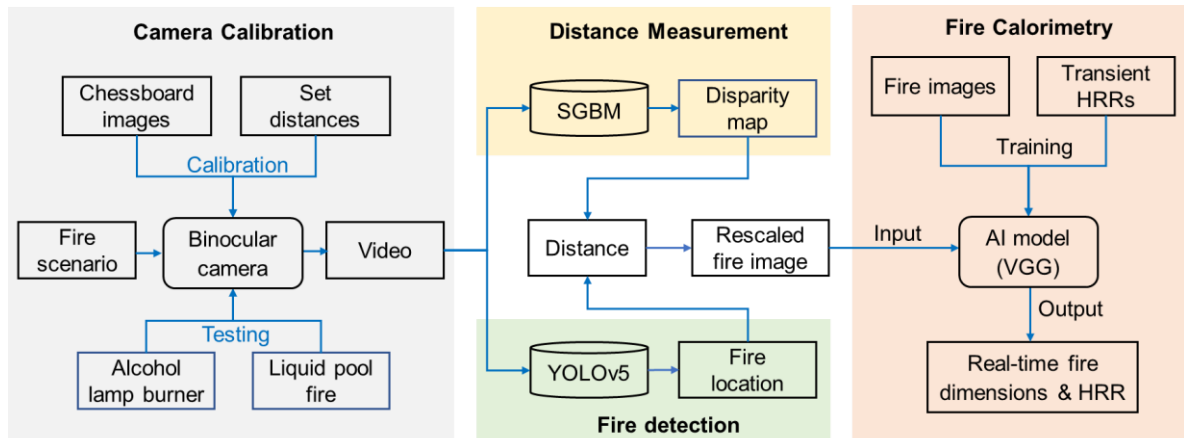 Camera Calibration
Chessboard
images
Set
distances
Calibration
Fire
scenario
Binocular
camera
Video
Testing
Alcohol
lamp burner
Liquid pool
fire
Distance Measurement
SGBM
Disparity
map
Distance
Rescaled
fire image
YOLOv5
Fire
location
Fire detection
Input
Fire Calorimetry
Fire images
Transient
HRRs
Training
AI model
(VGG)
Output
Real-time fire
dimensions & HRR